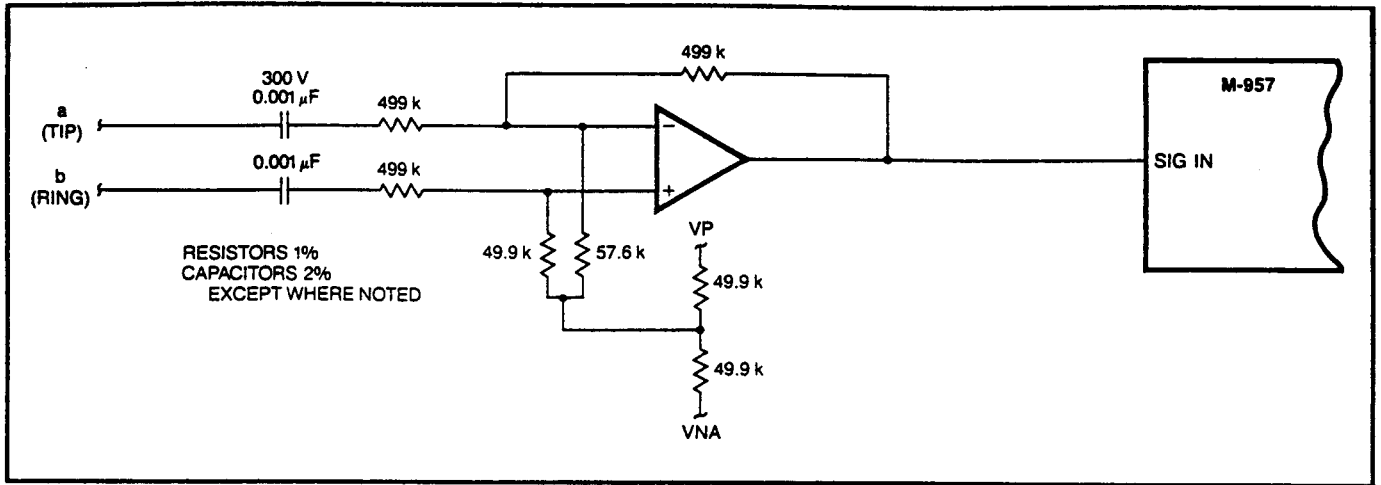 499 k
M-957
300 V
0.001 μF
499 k
a
(TIP)
−
SIG IN
0.001 μF
499 k
b
(RING)
+
VP
RESISTORS 1%
CAPACITORS 2%
EXCEPT WHERE NOTED
49.9 k
57.6 k
49.9 k
49.9 k
VNA